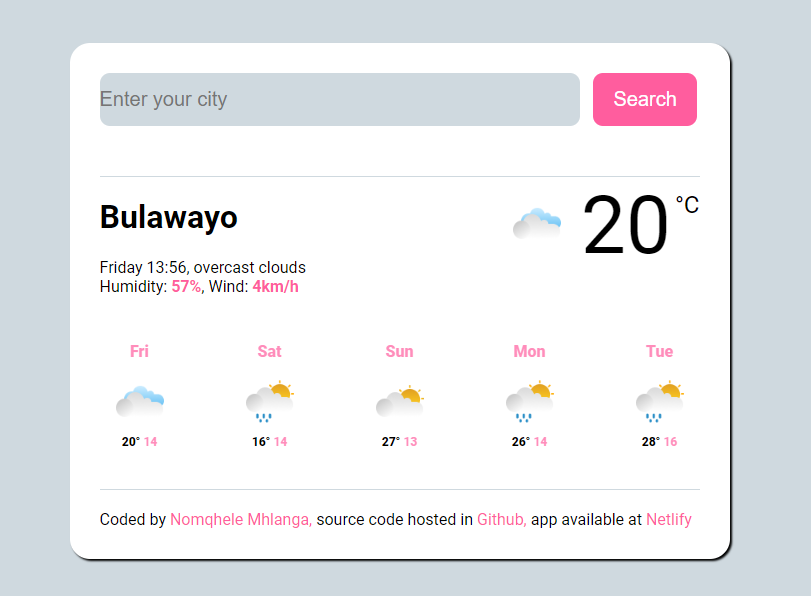 Enter your city
Search
Bulawayo
20 °C
Friday 13:56, overcast clouds
Humidity: 57%, Wind: 4km/h
Fri Sat Sun Mon Tue
20° 14 16° 14 27° 13 26° 14 28° 16
Coded by Nomqhele Mhlanga, source code hosted in Github, app available at Netlify